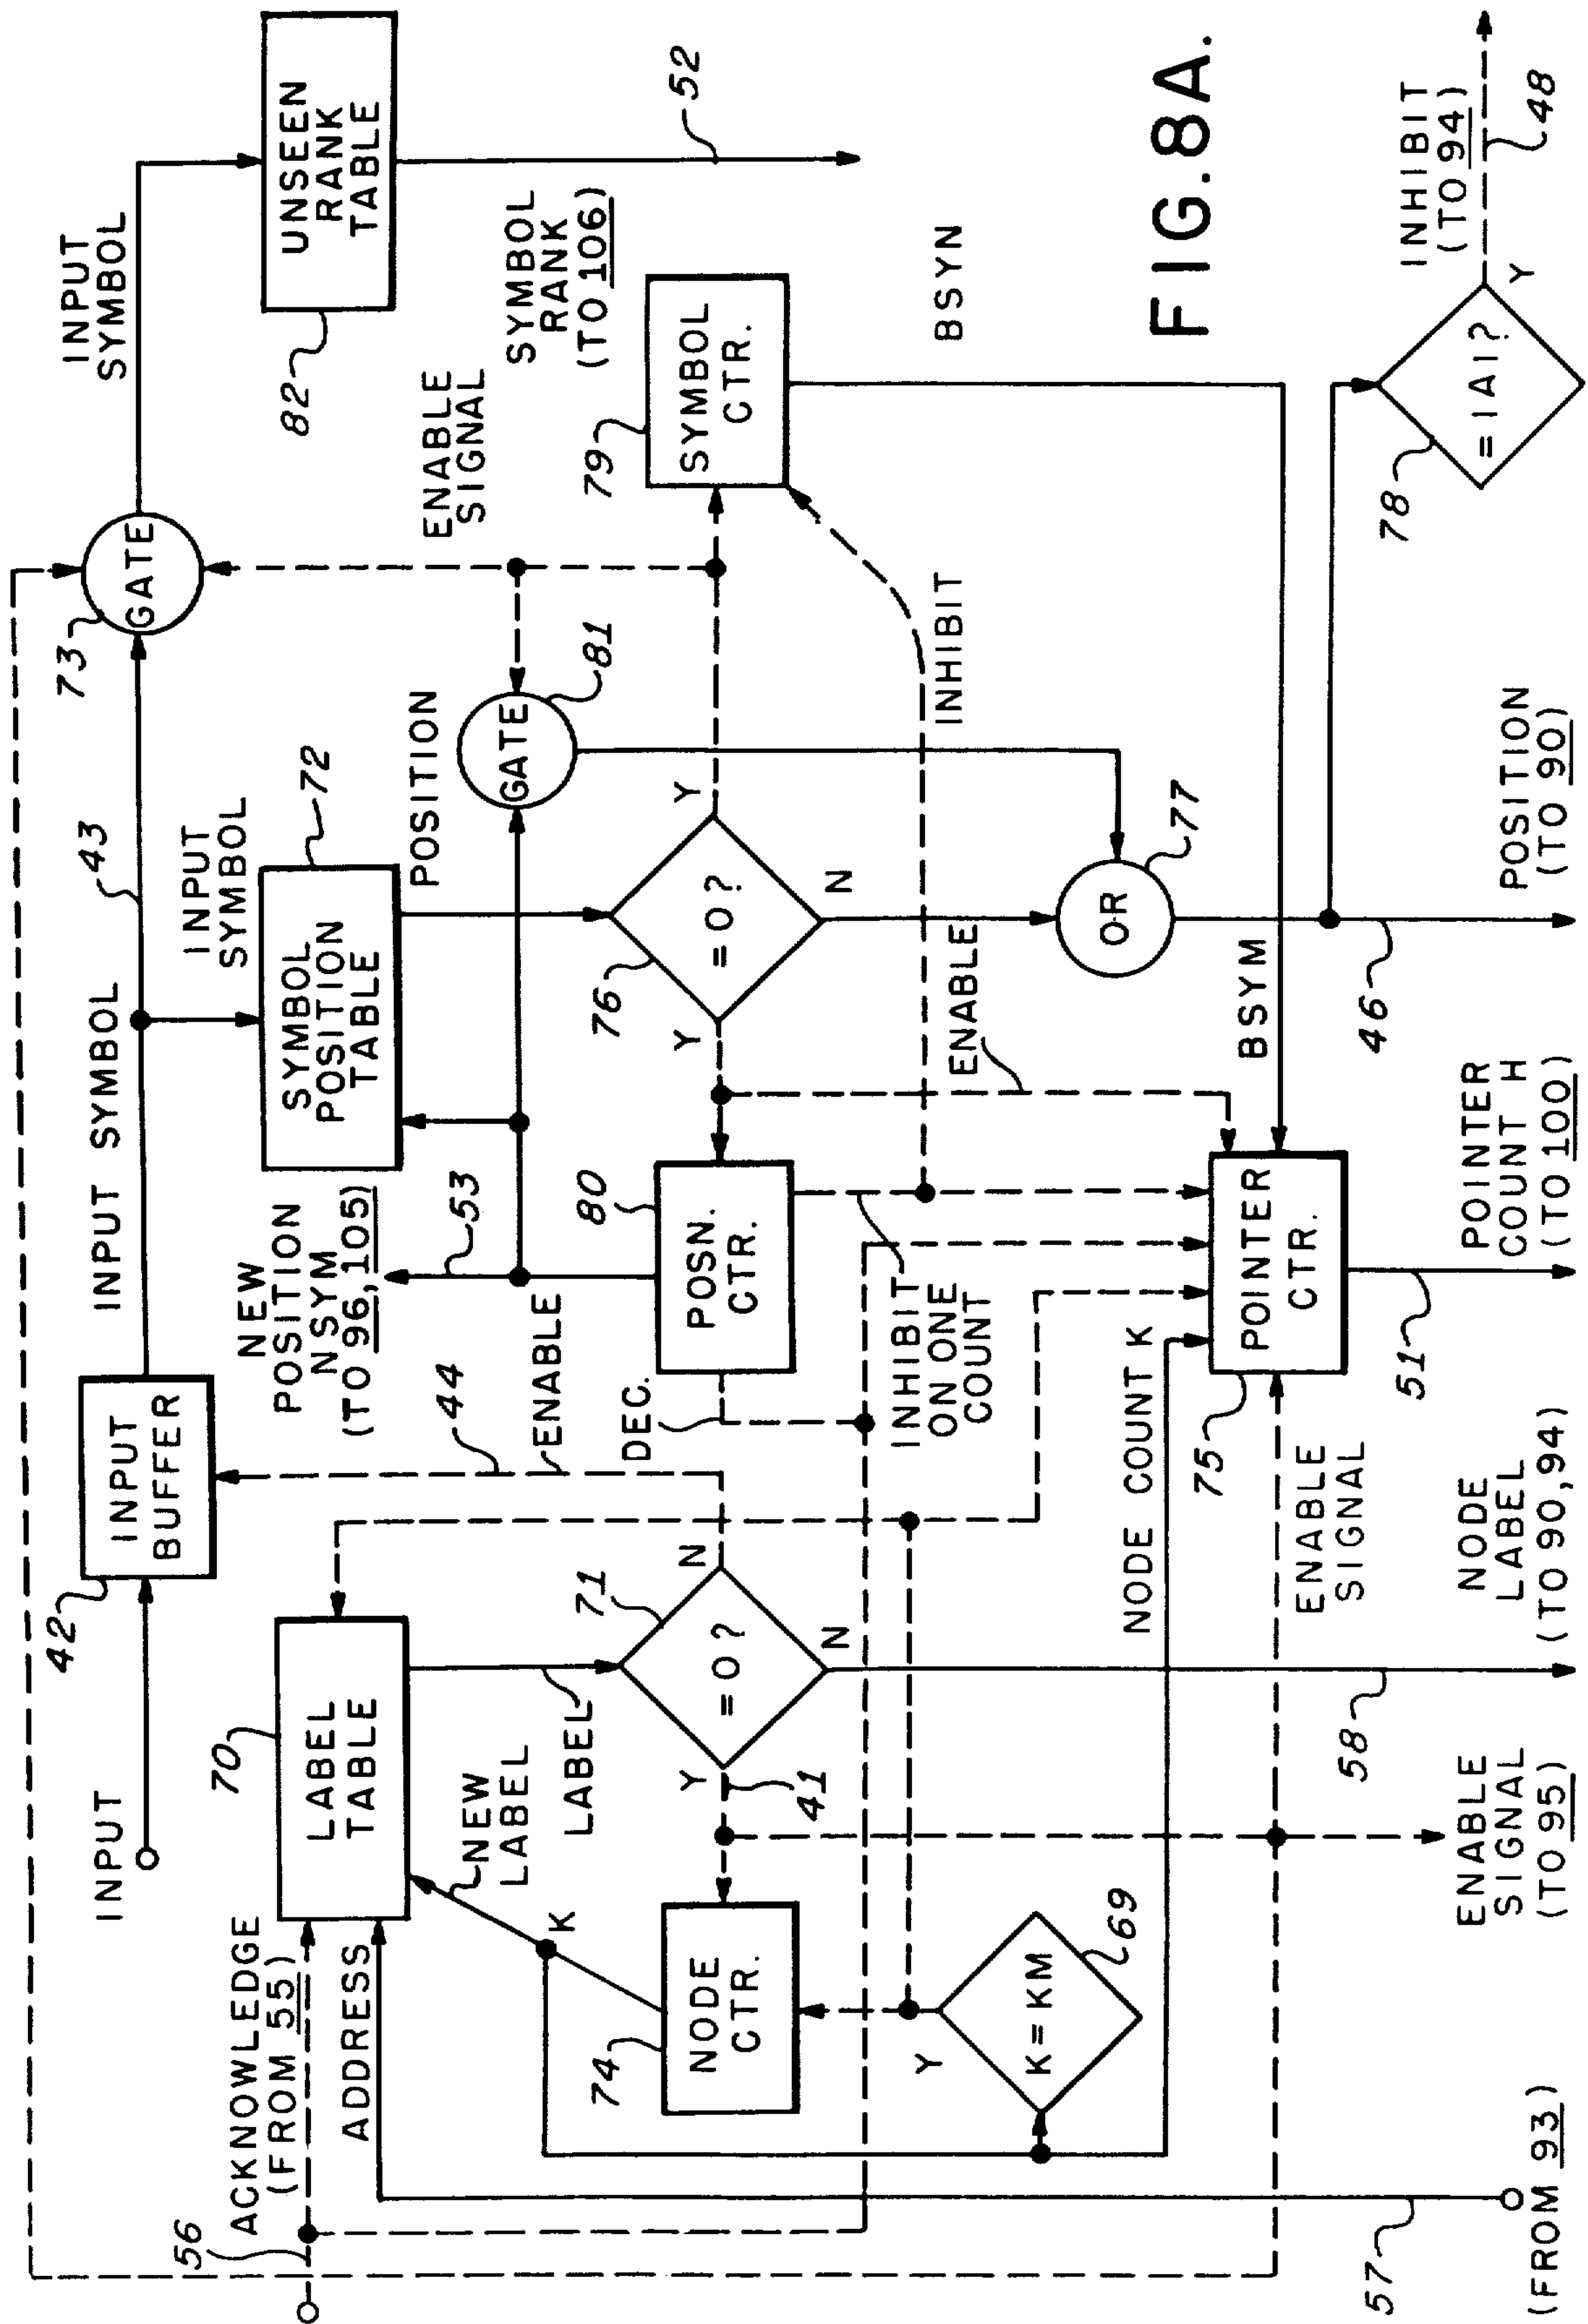 INPUT
42
INPUT
BUFFER
INPUT SYMBOL
43
73
GATE
INPUT
SYMBOL
UNSEEN
RANK
TABLE
82
52
SYMBOL
RANK
(TO 106)
ACKNOWLEDGE
(FROM 55)
56
ADDRESS
70
LABEL
TABLE
NEW
LABEL
LABEL
44
ENABLE
NEW
POSITION
NSYM
(TO 96, 105)
53
SYMBOL
POSITION
TABLE
72
INPUT
SYMBOL
POSITION
GATE
81
ENABLE
SIGNAL
79
SYMBOL
CTR.
BSYN
74
NODE
CTR.
K
Y
41
71
= 0 ?
N
N
DEC.
80
POSN.
CTR.
76
= 0 ?
Y
Y
N
Y
K = KM
69
INHIBIT
ON ONE
COUNT
ENABLE
INHIBIT
OR
77
NODE COUNT K
75
POINTER
CTR.
BSYM
ENABLE
SIGNAL
FIG.8A.
57
(FROM 93)
ENABLE
SIGNAL
(TO 95)
58
NODE
LABEL
(TO 90, 94)
51
POINTER
COUNT H
(TO 100)
46
POSITION
(TO 90)
78
= |A| ?
Y
INHIBIT
(TO 94)
48